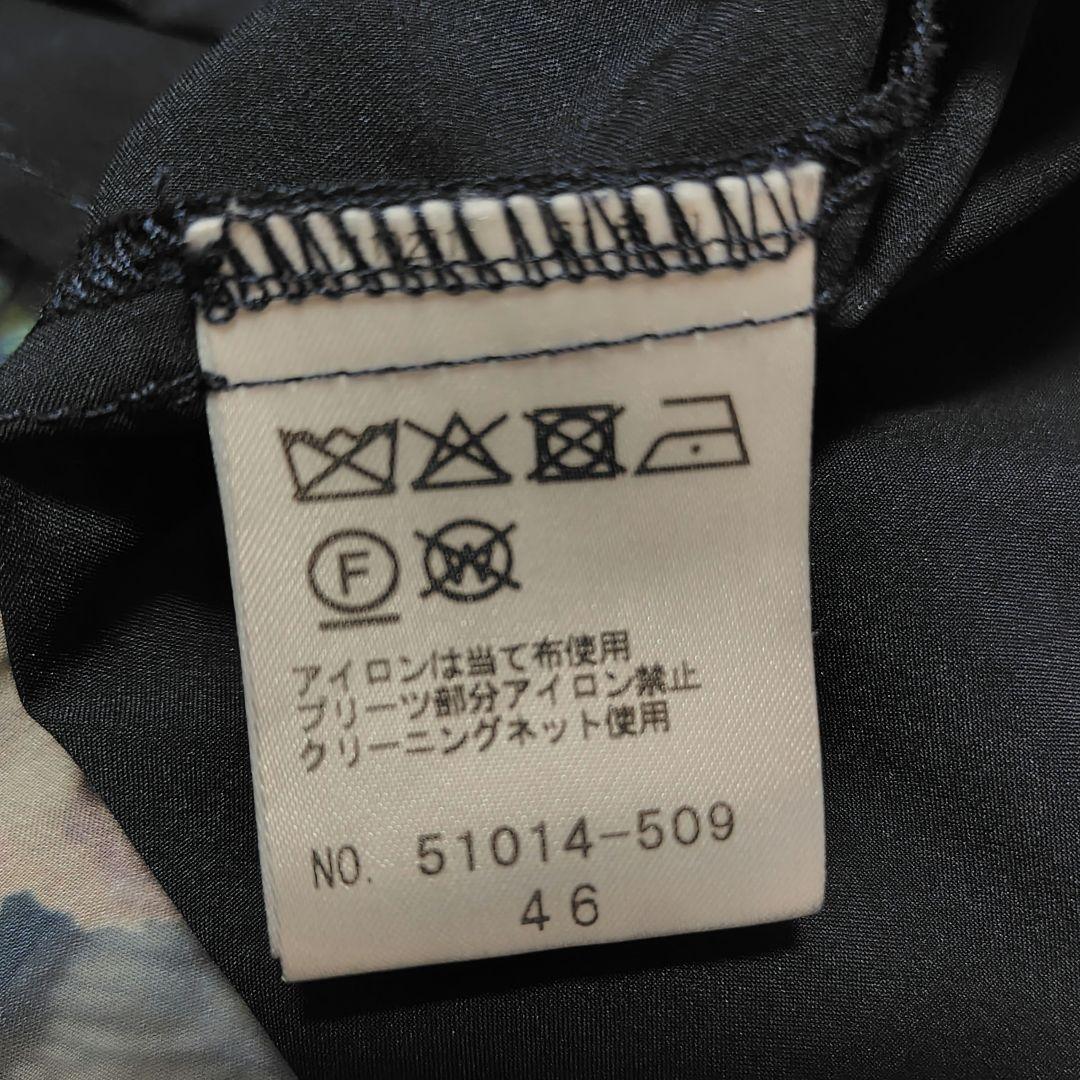 F W
アイロンは当て布使用
プリーツ部分アイロン禁止
クリーニングネット使用
NO. 51014-509
46